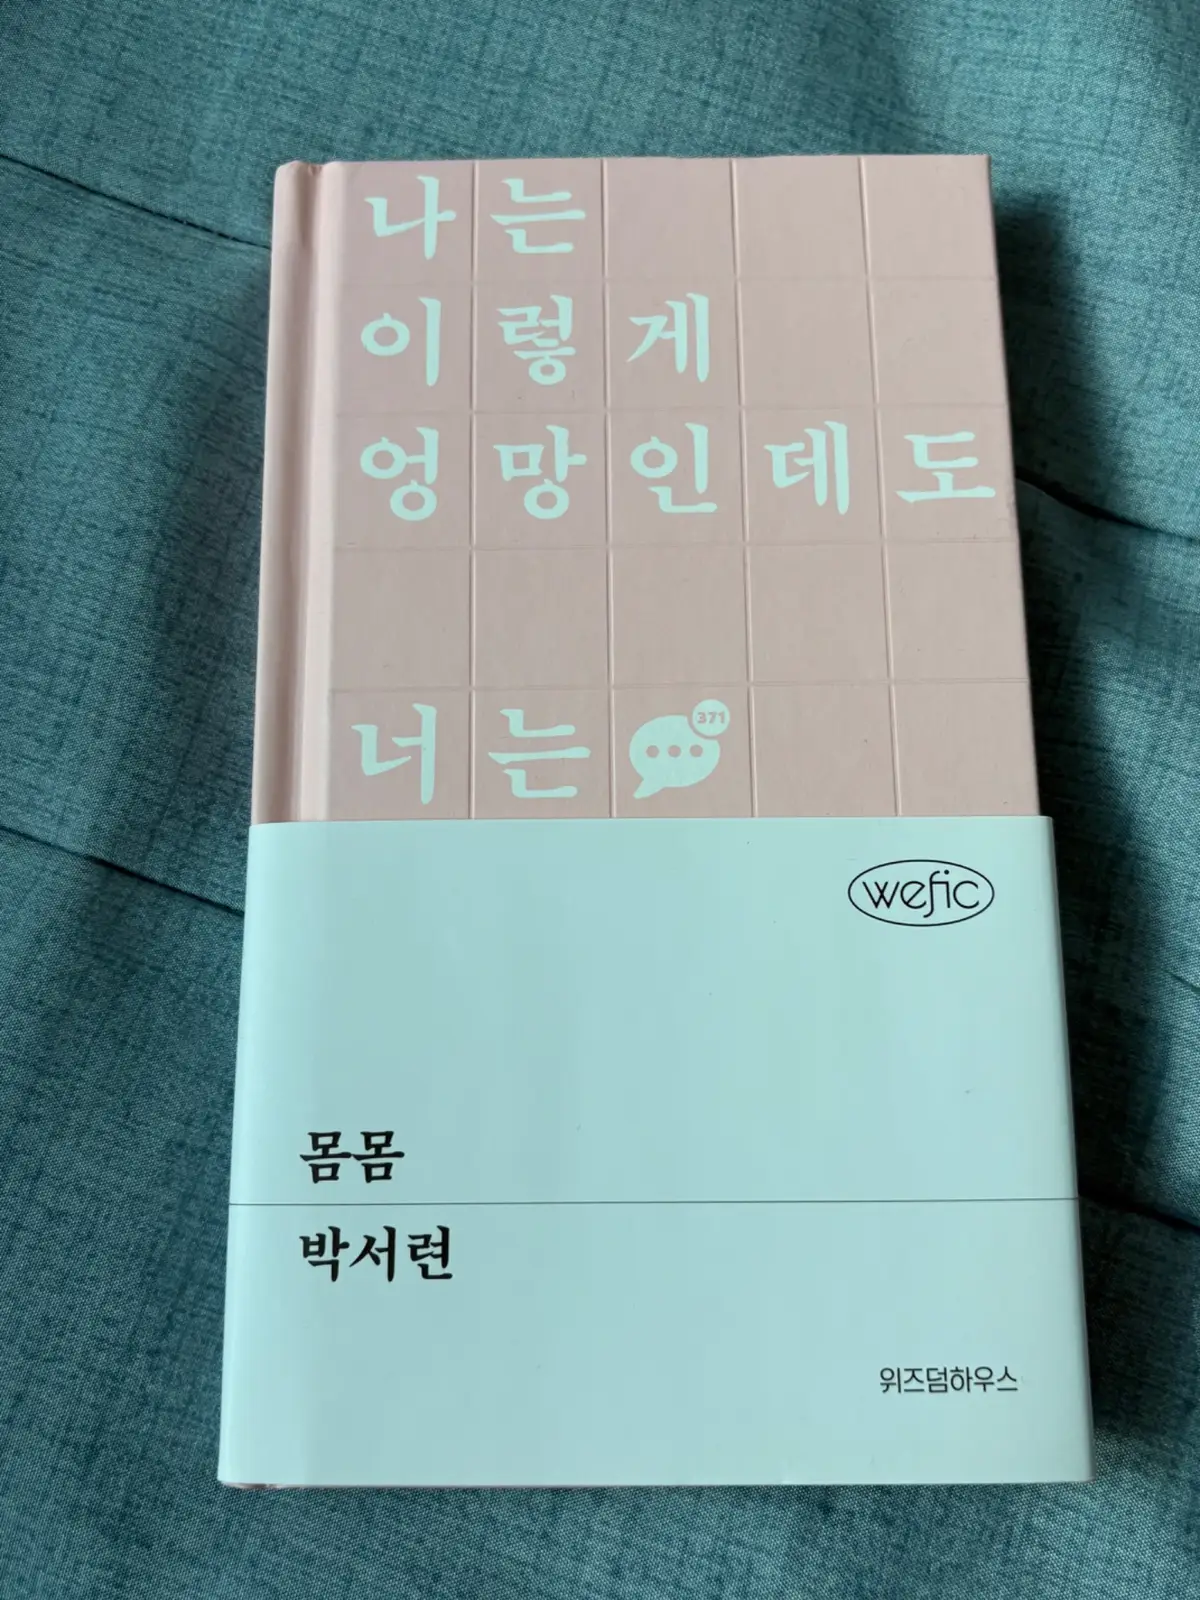 나는
이렇게
엉망인데도
너는
371
wefic
몸몸
박서련
위즈덤하우스